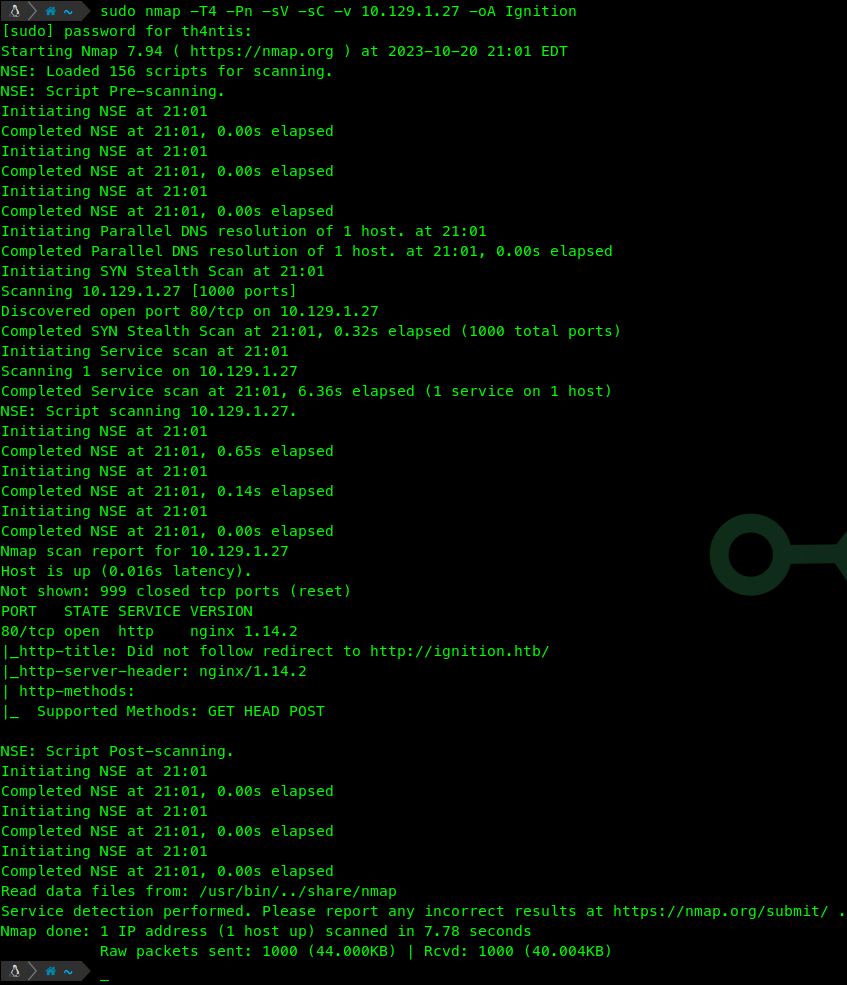 ~ sudo nmap -T4 -Pn -sV -sC -v 10.129.1.27 -oA Ignition
[sudo] password for th4ntis:
Starting Nmap 7.94 ( https://nmap.org ) at 2023-10-20 21:01 EDT
NSE: Loaded 156 scripts for scanning.
NSE: Script Pre-scanning.
Initiating NSE at 21:01
Completed NSE at 21:01, 0.00s elapsed
Initiating NSE at 21:01
Completed NSE at 21:01, 0.00s elapsed
Initiating NSE at 21:01
Completed NSE at 21:01, 0.00s elapsed
Initiating Parallel DNS resolution of 1 host. at 21:01
Completed Parallel DNS resolution of 1 host. at 21:01, 0.00s elapsed
Initiating SYN Stealth Scan at 21:01
Scanning 10.129.1.27 [1000 ports]
Discovered open port 80/tcp on 10.129.1.27
Completed SYN Stealth Scan at 21:01, 0.32s elapsed (1000 total ports)
Initiating Service scan at 21:01
Scanning 1 service on 10.129.1.27
Completed Service scan at 21:01, 6.36s elapsed (1 service on 1 host)
NSE: Script scanning 10.129.1.27.
Initiating NSE at 21:01
Completed NSE at 21:01, 0.65s elapsed
Initiating NSE at 21:01
Completed NSE at 21:01, 0.14s elapsed
Initiating NSE at 21:01
Completed NSE at 21:01, 0.00s elapsed
Nmap scan report for 10.129.1.27
Host is up (0.016s latency).
Not shown: 999 closed tcp ports (reset)
PORT   STATE SERVICE VERSION
80/tcp open  http    nginx 1.14.2
|_http-title: Did not follow redirect to http://ignition.htb/
|_http-server-header: nginx/1.14.2
| http-methods:
|_  Supported Methods: GET HEAD POST
NSE: Script Post-scanning.
Initiating NSE at 21:01
Completed NSE at 21:01, 0.00s elapsed
Initiating NSE at 21:01
Completed NSE at 21:01, 0.00s elapsed
Initiating NSE at 21:01
Completed NSE at 21:01, 0.00s elapsed
Read data files from: /usr/bin/../share/nmap
Service detection performed. Please report any incorrect results at https://nmap.org/submit/ .
Nmap done: 1 IP address (1 host up) scanned in 7.78 seconds
           Raw packets sent: 1000 (44.000KB) | Rcvd: 1000 (40.004KB)
~ _